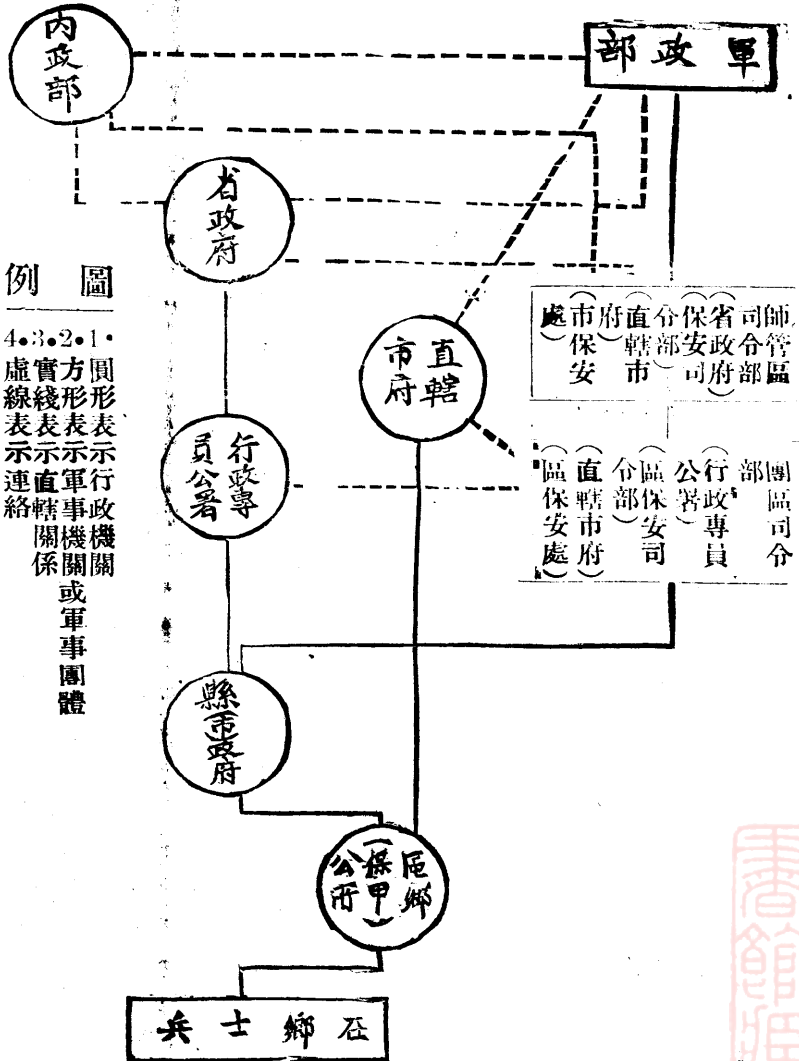 軍政部
內政部
省政府
直轄
市府
師管區
司令部
（省政府）
（保安司
令部）
（直轄市
府）
（市保安
處）
行政專
員公署
團區司令
部
（行政專員
公署）
（區保安司
令部）
（直轄市府）
（區保安處）
縣（市）政府
區鄉
（保甲）
公所
在鄉士兵
圖例
1.圓形表示行政機關
2.方形表示軍事機關或軍事團體
3.實綫表示直轄關係
4.虛線表示連絡